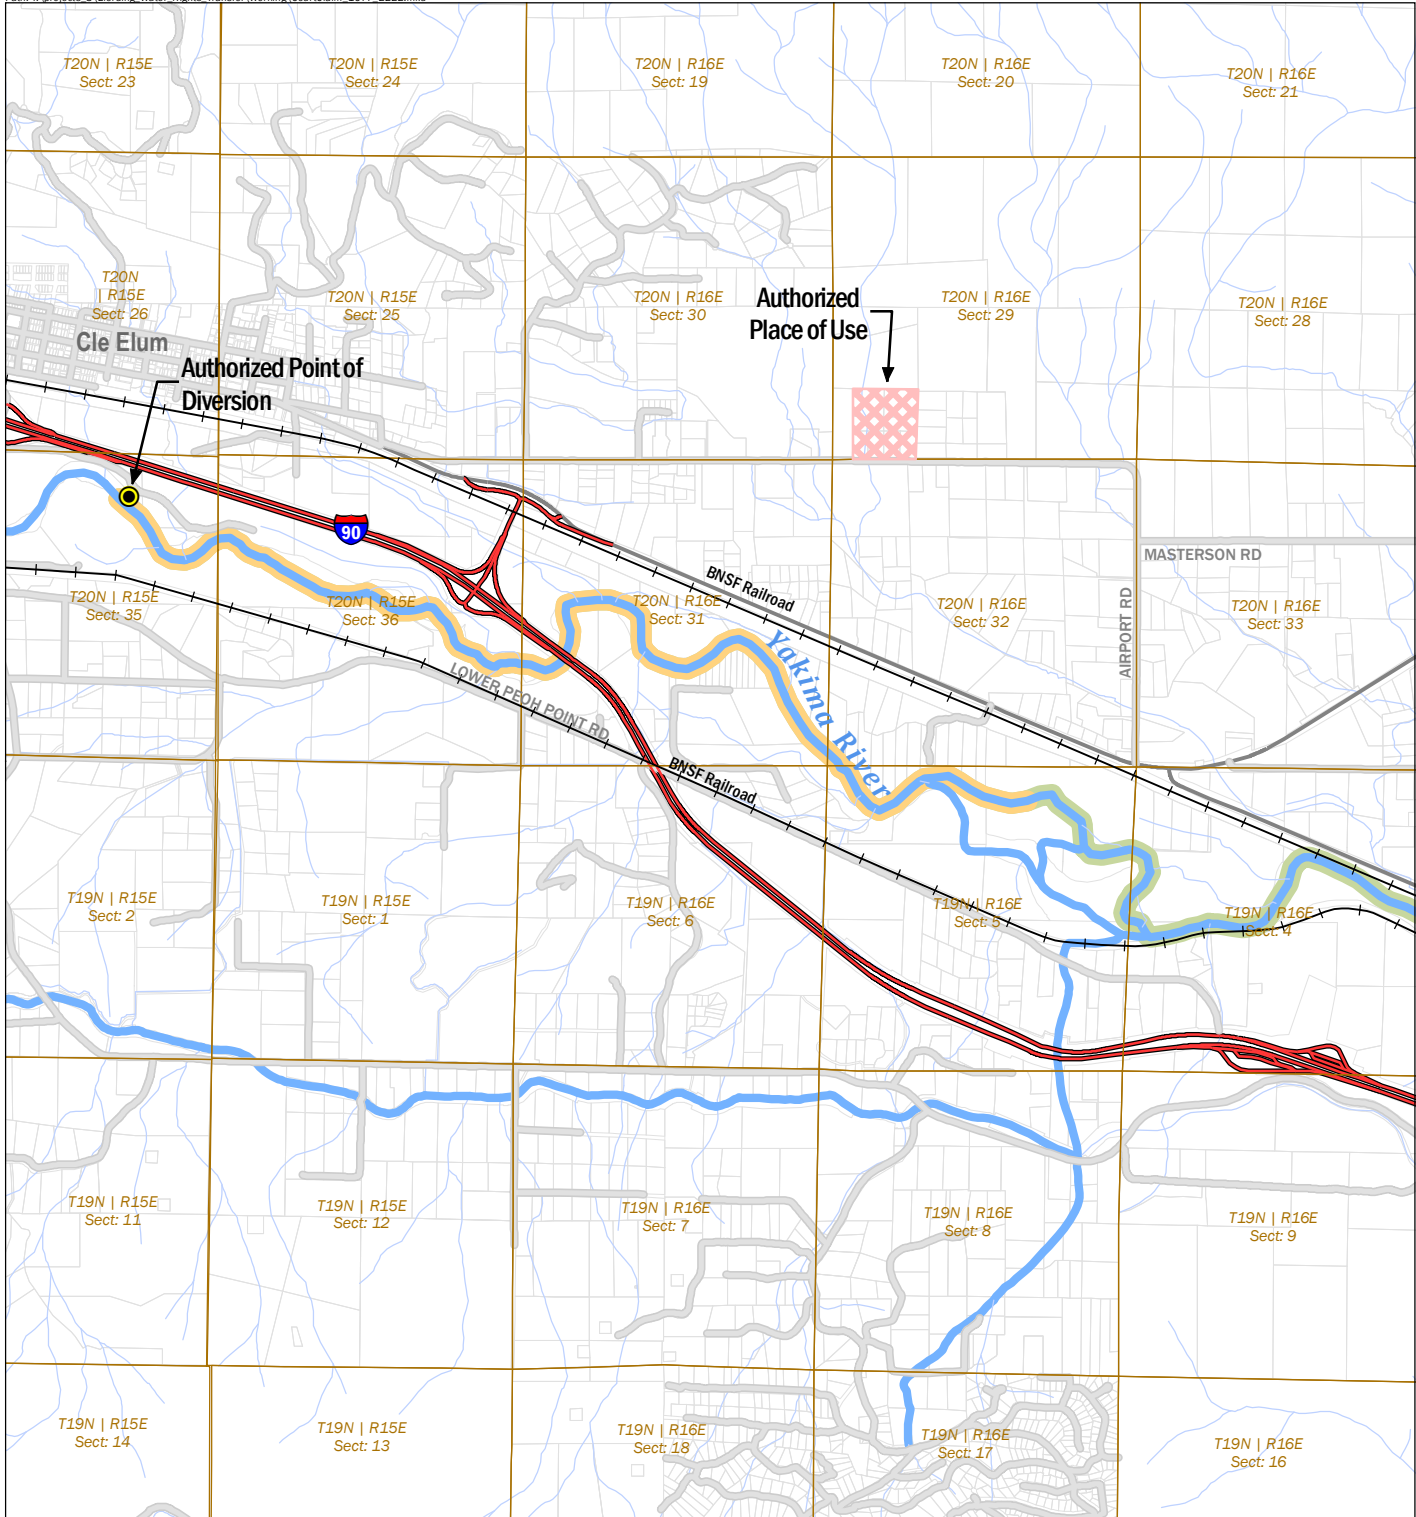 T20N | R15E
Sect: 23
T20N | R15E
Sect: 24
T20N | R16E
Sect: 19
T20N | R16E
Sect: 20
T20N | R16E
Sect: 21
T20N
| R15E
Sect: 26
T20N | R15E
Sect: 25
T20N | R16E
Sect: 30
Authorized
Place of Use
T20N | R16E
Sect: 29
T20N | R16E
Sect: 28
Cle Elum
Authorized Point of
Diversion
90
MASTERSON RD
BNSF Railroad
T20N | R15E
Sect: 35
T20N | R15E
Sect: 36
T20N | R16E
Sect: 31
T20N | R16E
Sect: 32
AIRPORT RD
T20N | R16E
Sect: 33
Yakima River
LOWER PEOH POINT RD
BNSF Railroad
T19N | R15E
Sect: 2
T19N | R15E
Sect: 1
T19N | R16E
Sect: 6
T19N | R16E
Sect: 5
T19N | R16E
Sect: 4
T19N | R15E
Sect: 11
T19N | R15E
Sect: 12
T19N | R16E
Sect: 7
T19N | R16E
Sect: 8
T19N | R16E
Sect: 9
T19N | R15E
Sect: 14
T19N | R15E
Sect: 13
T19N | R16E
Sect: 18
T19N | R16E
Sect: 17
T19N | R16E
Sect: 16